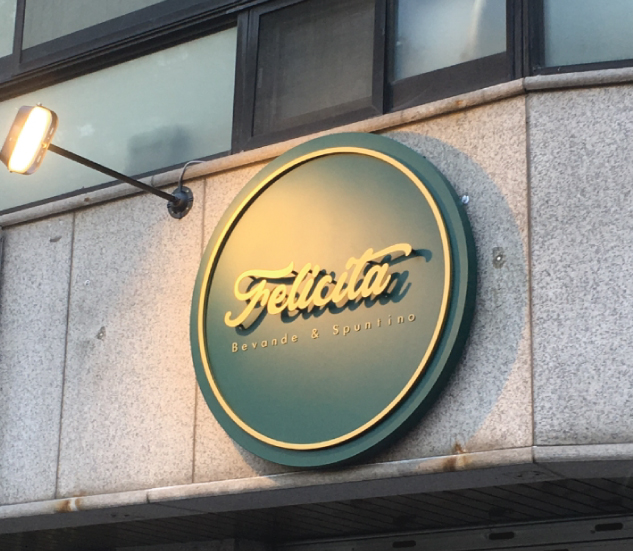 Felicita
Bevande & Spuntino